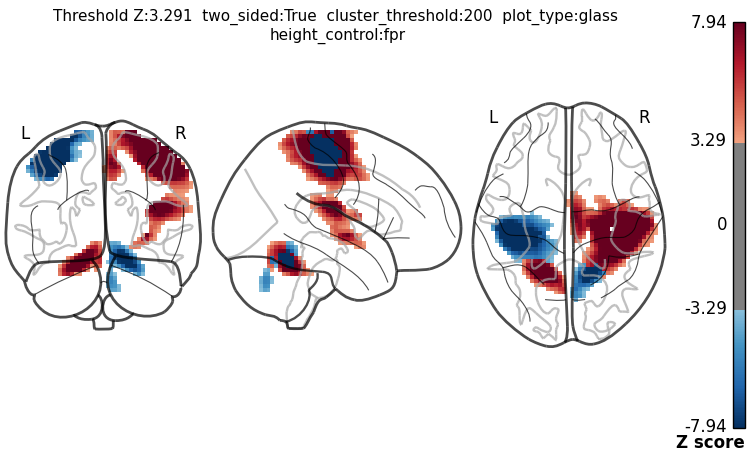 Threshold Z:3.291  two_sided:True  cluster_threshold:200  plot_type:glass
height_control:fpr
L
R
L
R
7.94
3.29
0
-3.29
-7.94
Z score